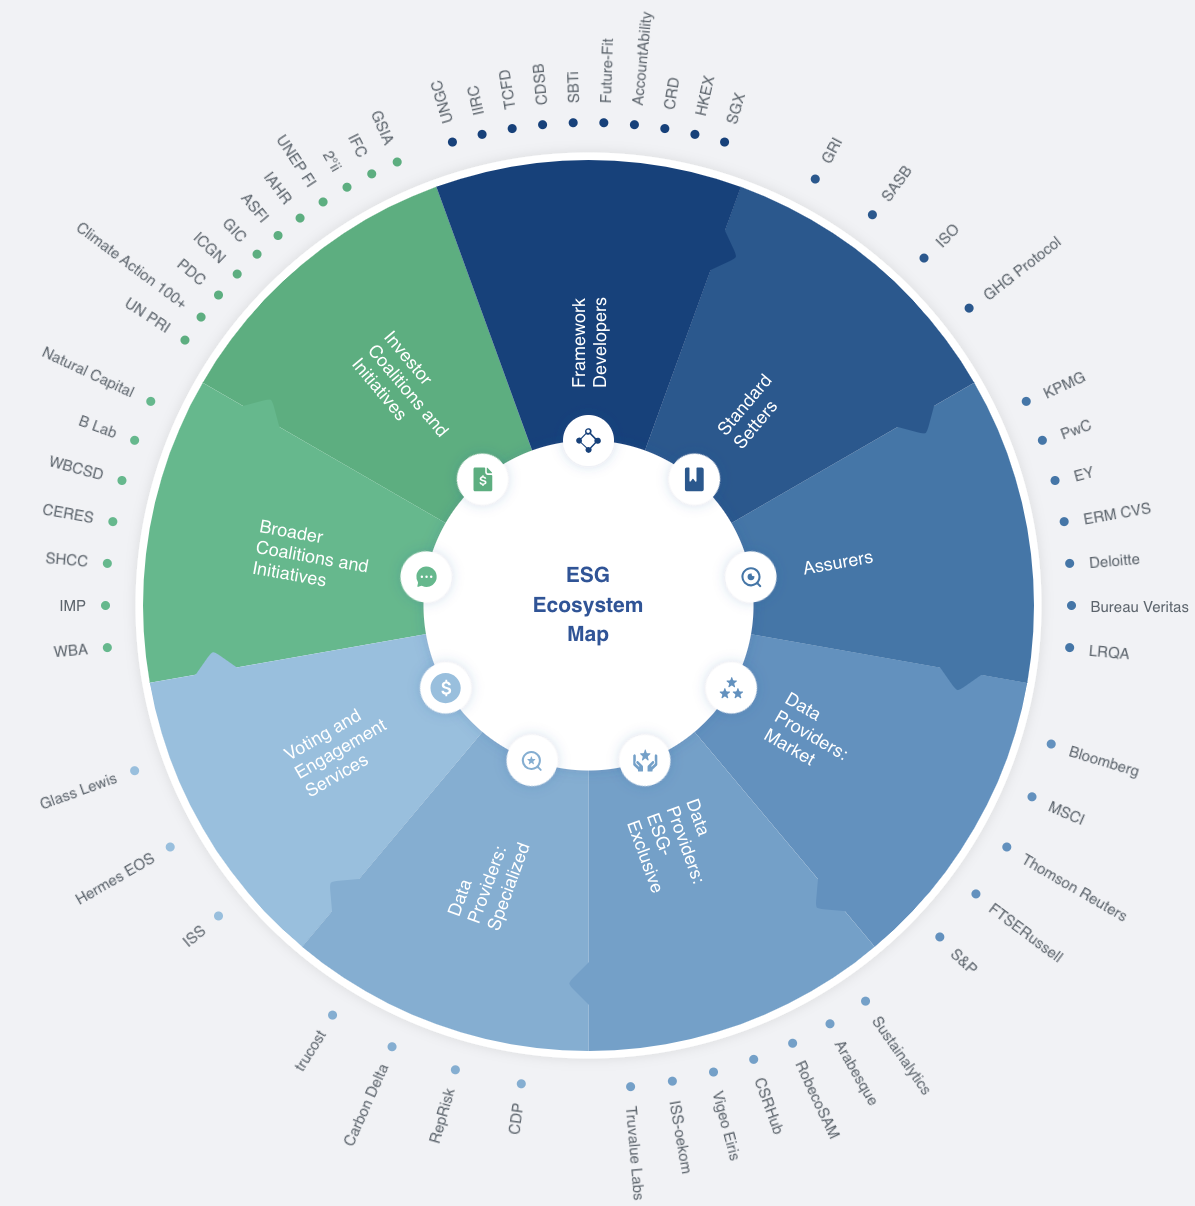 ESG
Ecosystem
Map
Framework
Developers
UNGC
IIRC
TCFD
CDSB
SBTi
Future-Fit
AccountAbility
CRD
HKEX
SGX
Standard
Setters
GRI
SASB
ISO
GHG Protocol
Assurers
KPMG
PwC
EY
ERM CVS
Deloitte
Bureau Veritas
LRQA
Data
Providers:
Market
Bloomberg
MSCI
Thomson Reuters
FTSERussell
S&P
Data
Providers:
ESG-
Exclusive
Sustainalytics
Arabesque
RobecoSAM
CSRHub
Vigeo Eiris
ISS-oekom
Truvalue Labs
Data
Providers:
Specialized
CDP
RepRisk
Carbon Delta
trucost
Voting and
Engagement
Services
ISS
Hermes EOS
Glass Lewis
Broader
Coalitions and
Initiatives
WBA
IMP
SHCC
CERES
WBCSD
B Lab
Natural Capital
Investor
Coalitions and
Initiatives
UN PRI
Climate Action 100+
PDC
ICGN
GIC
ASFI
IAHR
UNEP FI
2°ii
IFC
GSIA